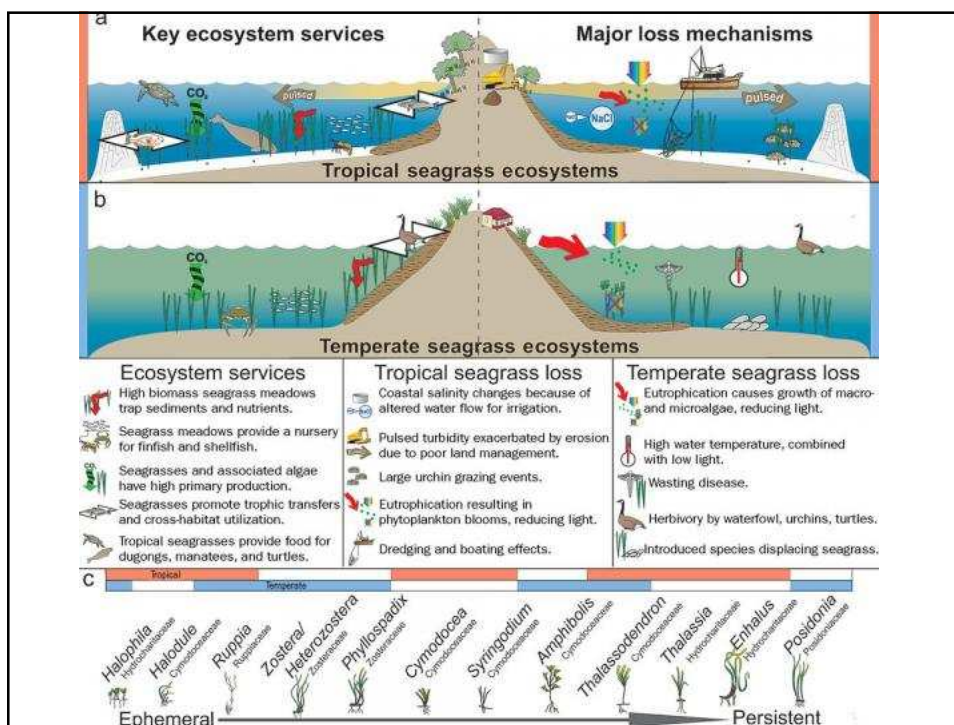 a
Key ecosystem services
Major loss mechanisms
CO₂
pulsed
NaCl
pulsed
Tropical seagrass ecosystems
b
CO₂
Temperate seagrass ecosystems
Ecosystem services
High biomass seagrass meadows
trap sediments and nutrients.
Seagrass meadows provide a nursery
for finfish and shellfish.
Seagrasses and associated algae
have high primary production.
Seagrasses promote trophic transfers
and cross-habitat utilization.
Tropical seagrasses provide food for
dugongs, manatees, and turtles.
Tropical seagrass loss
Coastal salinity changes because of
altered water flow for irrigation.
Pulsed turbidity exacerbated by erosion
due to poor land management.
Large urchin grazing events.
Eutrophication resulting in
phytoplankton blooms, reducing light.
Dredging and boating effects.
Temperate seagrass loss
Eutrophication causes growth of macro-
and microalgae, reducing light.
High water temperature, combined
with low light.
Wasting disease.
Herbivory by waterfowl, urchins, turtles.
Introduced species displacing seagrass.
c
Tropical
Temperate
Halophila
Hydrocharitaceae
Halodule
Cymodoceaceae
Ruppia
Ruppiaceae
Zostera/
Heterozostera
Zosteraceae
Phyllospadix
Zosteraceae
Cymodocea
Cymodoceaceae
Syringodium
Cymodoceaceae
Amphibolis
Cymodoceaceae
Thalassodendron
Cymodoceaceae
Thalassia
Hydrocharitaceae
Enhalus
Hydrocharitaceae
Posidonia
Posidoniaceae
Ephemeral
Persistent